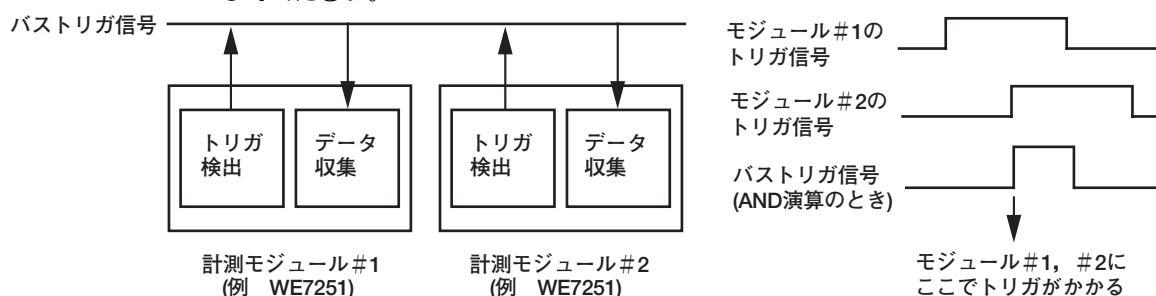 バストリガ信号
トリガ
検出
データ
収集
トリガ
検出
データ
収集
計測モジュール＃1
(例　WE7251)
計測モジュール＃2
(例　WE7251)
モジュール＃1の
トリガ信号
モジュール＃2の
トリガ信号
バストリガ信号
(AND演算のとき)
モジュール＃1，＃2に
ここでトリガがかかる